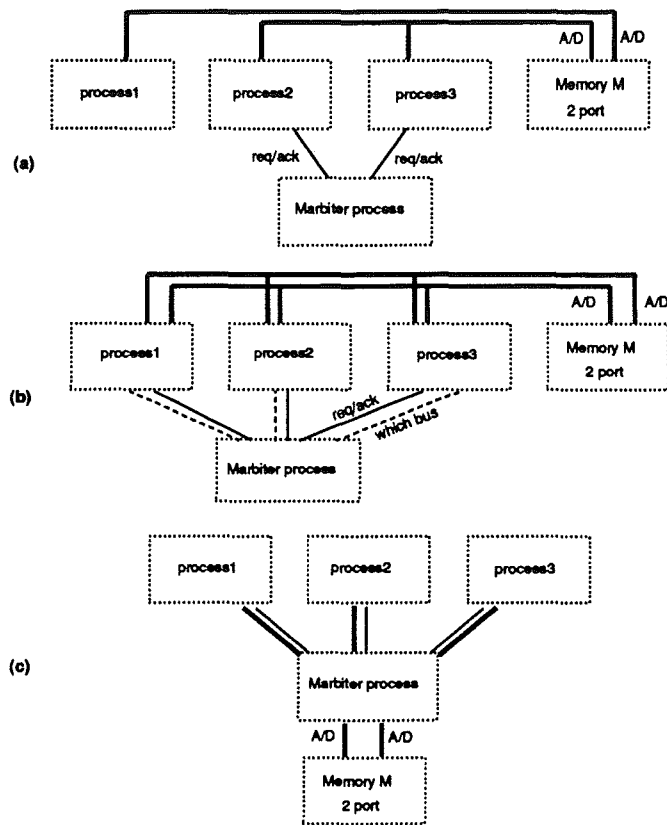 A/D A/D
process1 process2 process3 Memory M
2 port
req/ack req/ack
(a)
Marbiter process
A/D A/D
process1 process2 process3 Memory M
2 port
(b)
req/ack
which bus
Marbiter process
process1 process2 process3
(c)
Marbiter process
A/D A/D
Memory M
2 port